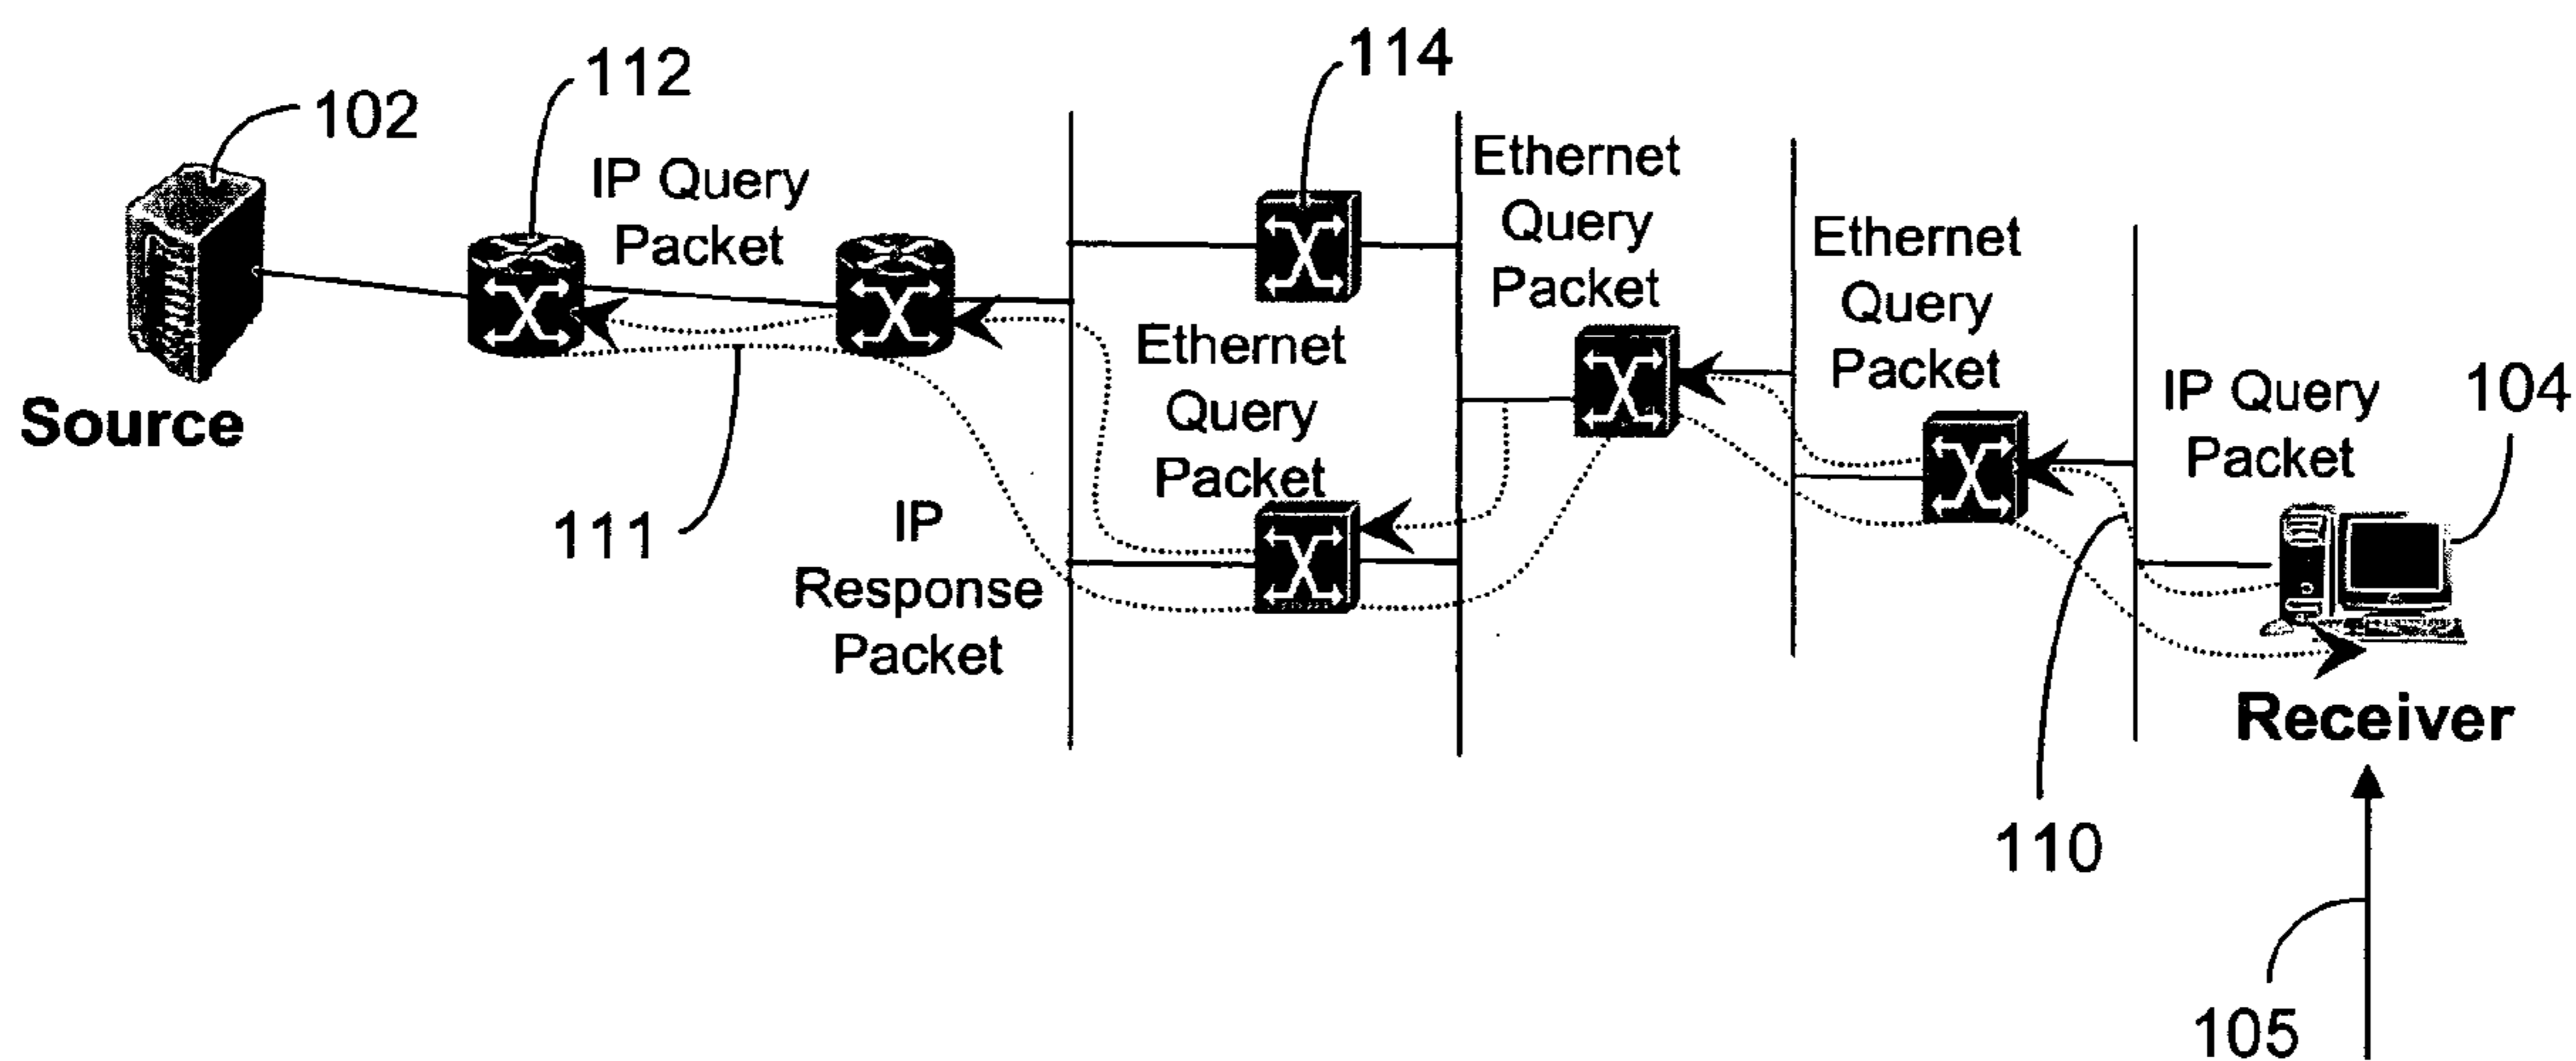 102
112
IP Query
Packet
114
Ethernet
Query
Packet
Ethernet
Query
Packet
Ethernet
Query
Packet
IP Query
Packet
104
Source
111
IP
Response
Packet
Receiver
110
105